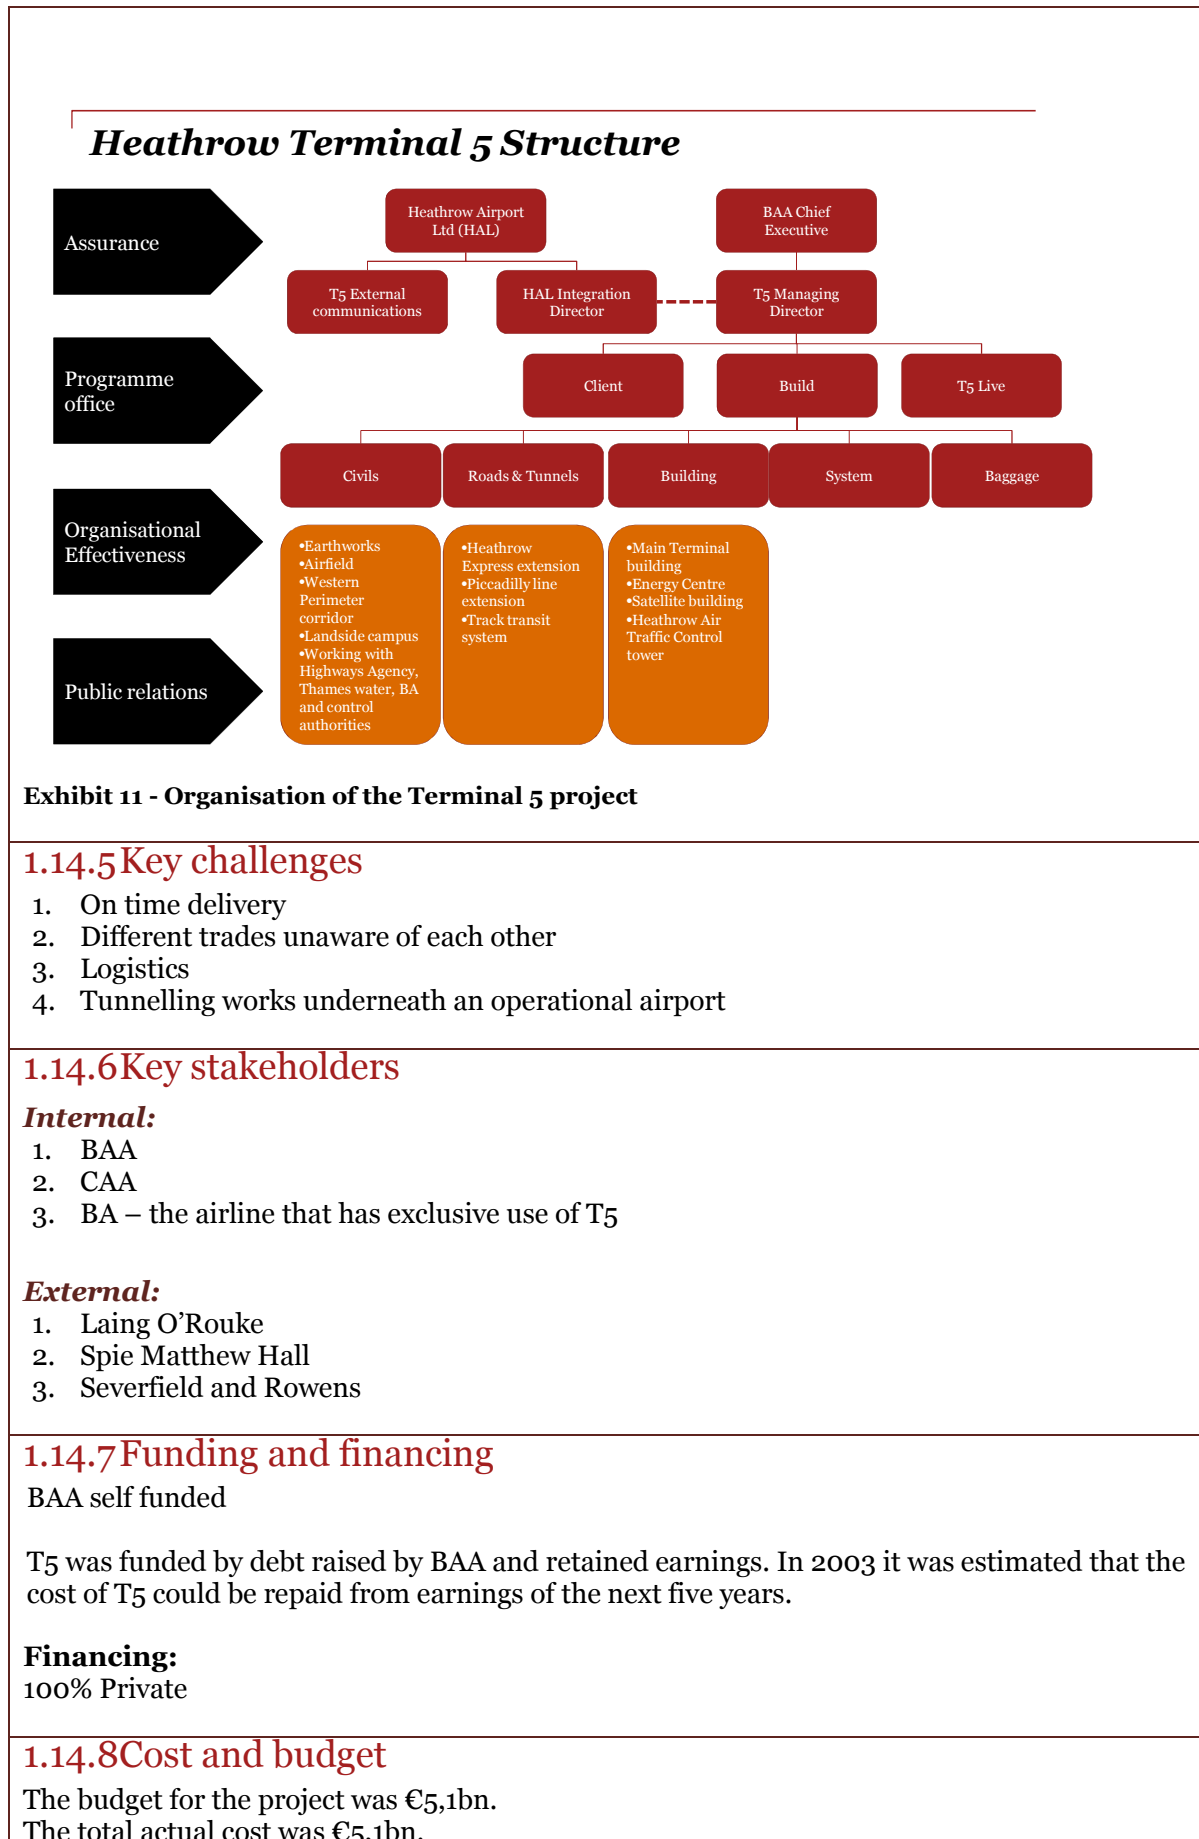 Heathrow Terminal 5 Structure
Assurance
Programme
office
Organisational
Effectiveness
Public relations
Heathrow Airport
Ltd (HAL)
BAA Chief
Executive
T5 External
communications
HAL Integration
Director
T5 Managing
Director
Client
Build
T5 Live
Civils
Roads & Tunnels
Building
System
Baggage
•Earthworks
•Airfield
•Western
Perimeter
corridor
•Landside campus
•Working with
Highways Agency,
Thames water, BA
and control
authorities
•Heathrow
Express extension
•Piccadilly line
extension
•Track transit
system
•Main Terminal
building
•Energy Centre
•Satellite building
•Heathrow Air
Traffic Control
tower
Exhibit 11 - Organisation of the Terminal 5 project
1.14.5 Key challenges
1. On time delivery
2. Different trades unaware of each other
3. Logistics
4. Tunnelling works underneath an operational airport
1.14.6 Key stakeholders
Internal:
1. BAA
2. CAA
3. BA – the airline that has exclusive use of T5
External:
1. Laing O’Rouke
2. Spie Matthew Hall
3. Severfield and Rowens
1.14.7 Funding and financing
BAA self funded
T5 was funded by debt raised by BAA and retained earnings. In 2003 it was estimated that the
cost of T5 could be repaid from earnings of the next five years.
Financing:
100% Private
1.14.8 Cost and budget
The budget for the project was €5,1bn.
The total actual cost was €5,1bn.